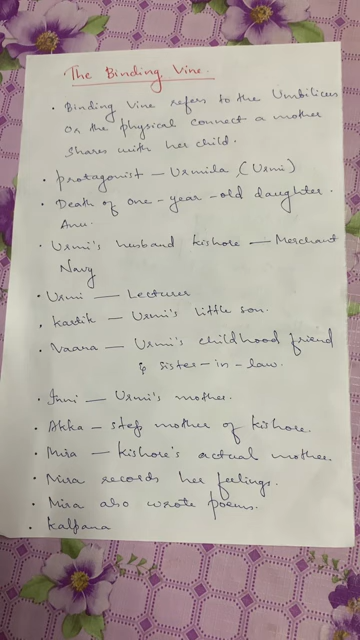 The Binding Vine.
• Binding Vine refers to the Umbilicus
Or the physical connect a mother
shares with her child.
• protagonist — Urmila (Urmi)
• Death of one-year-old daughter.
Anu.
• Urmi's husband kishore — Merchant
Navy
• Urmi — Lecturer
• Kartik — Urmi's little son.
• Vaana — Urmi's childhood friend
& sister-in-law.
• Inni — Urmi's mother.
• Akka — step mother of kishore.
• Mira — kishore's actual mother.
• Mira records her feelings.
• Mira also wrote poems.
• Kalpana